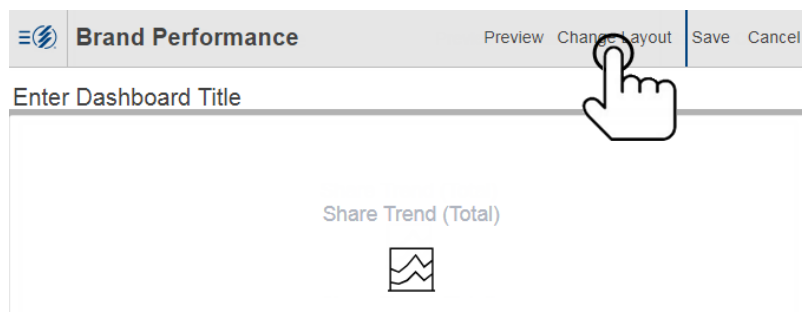 Brand Performance Preview Change Layout Save Cancel
Enter Dashboard Title
Share Trend (Total)